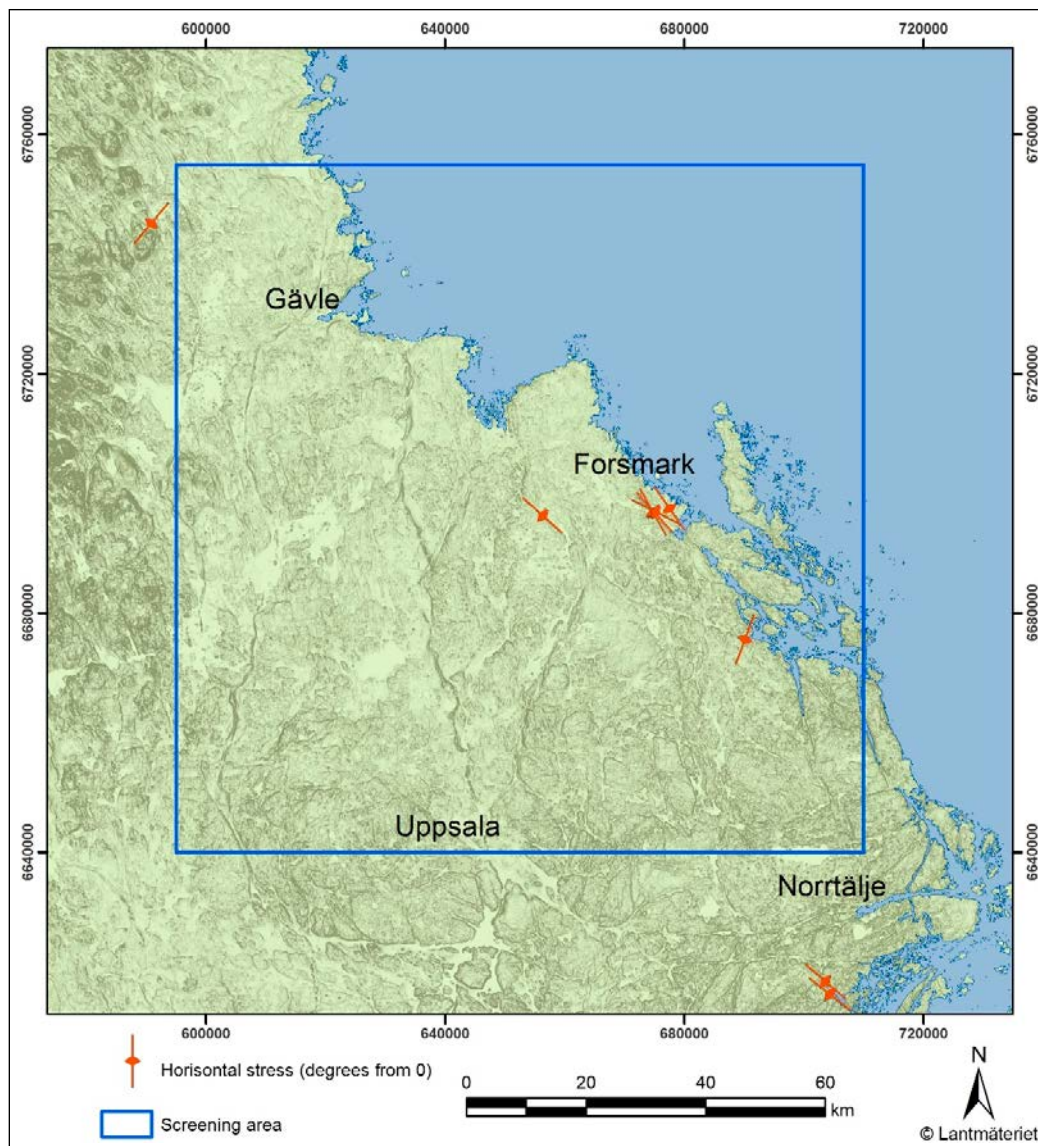 600000 640000 680000 720000
6760000 6760000
Gävle
6720000 6720000
Forsmark
6680000 6680000
Uppsala
6640000 6640000
Norrtälje
600000 640000 680000 720000
Horisontal stress (degrees from 0)
Screening area
0 20 40 60
km
N
© Lantmäteriet